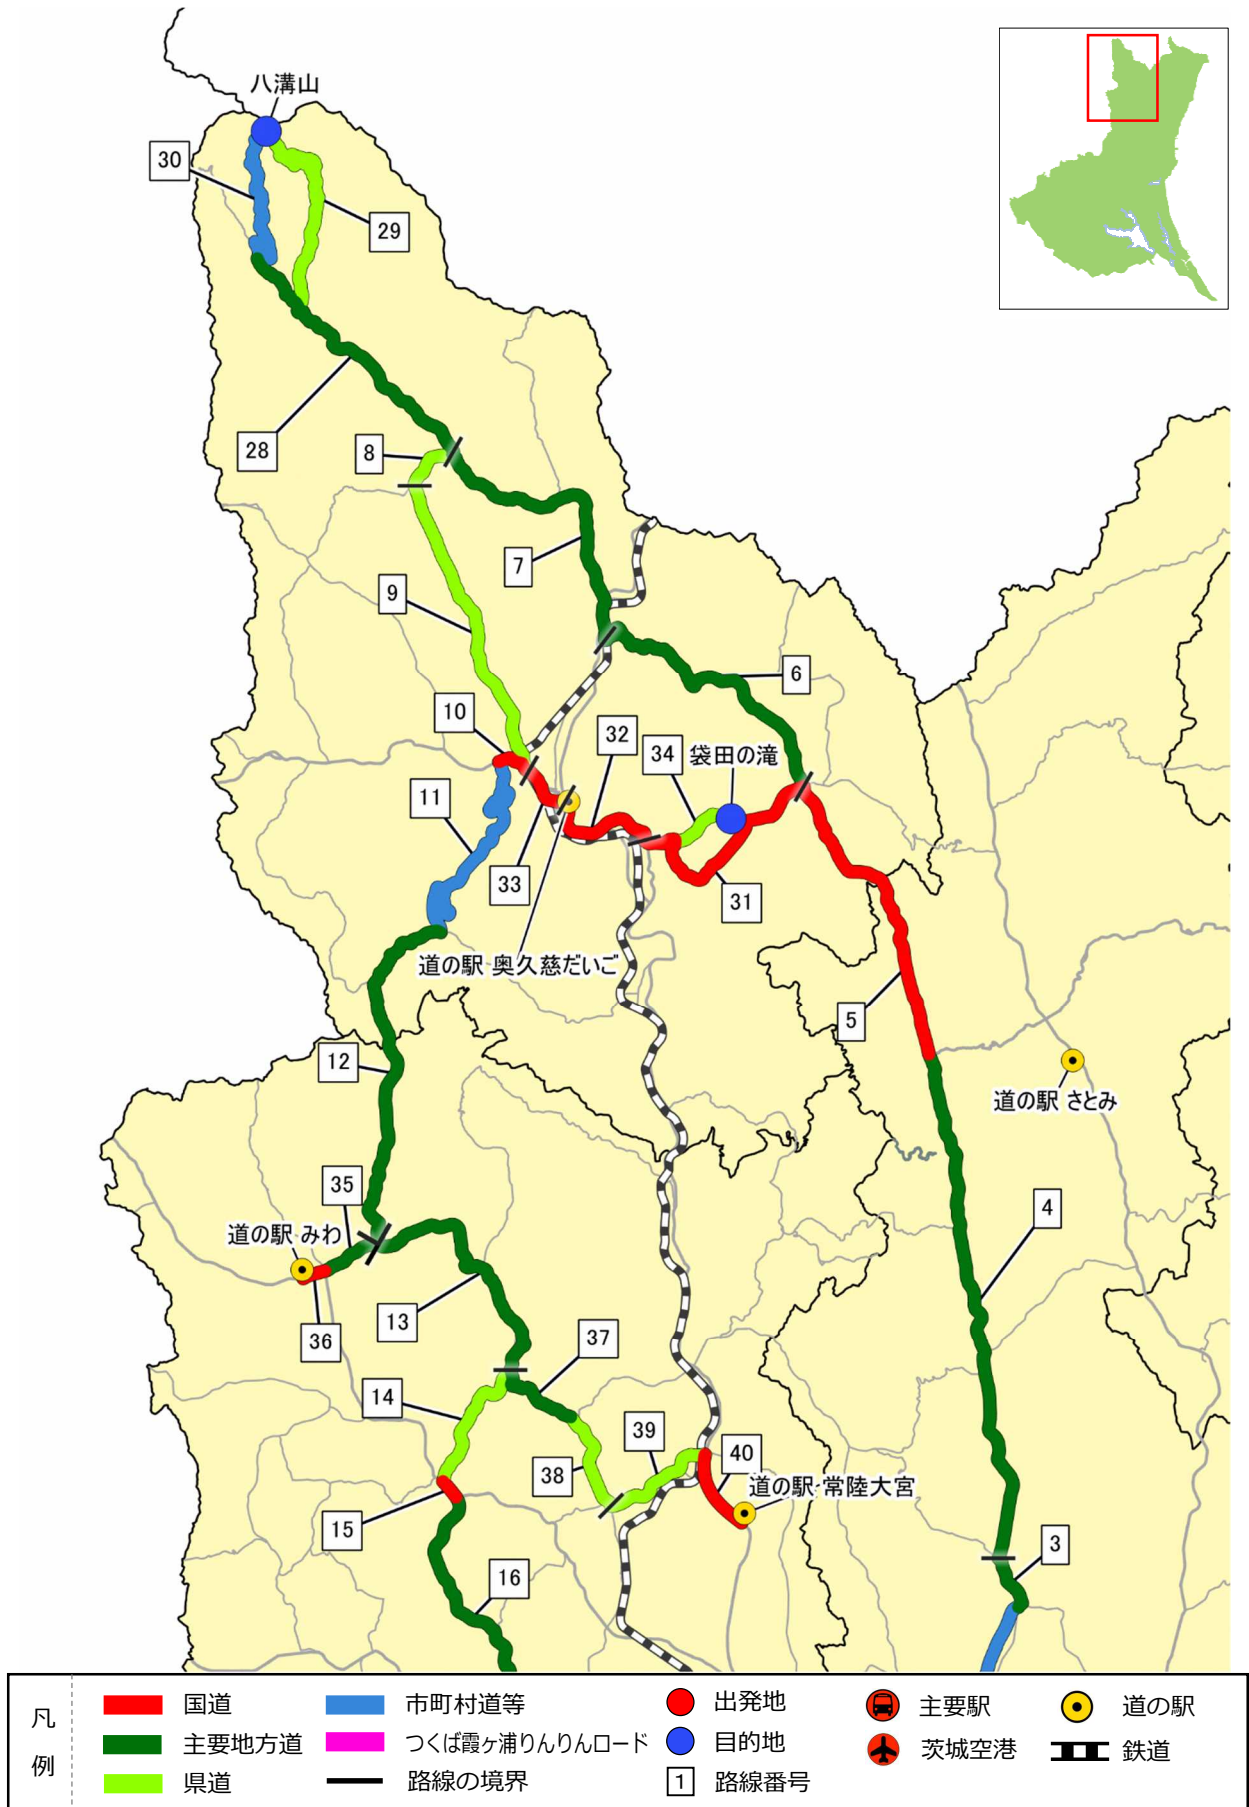 八溝山
30
29
28
8
7
9
6
10
32
34
袋田の滝
11
33
31
道の駅 奥久慈だいご
5
12
道の駅 さとみ
35
4
道の駅 みわ
13
36
37
14
39
40
38
道の駅 常陸大宮
15
3
16
凡例
国道
市町村道等
出発地
主要駅
道の駅
主要地方道
つくば霞ヶ浦りんりんロード
目的地
茨城空港
鉄道
県道
路線の境界
1
路線番号